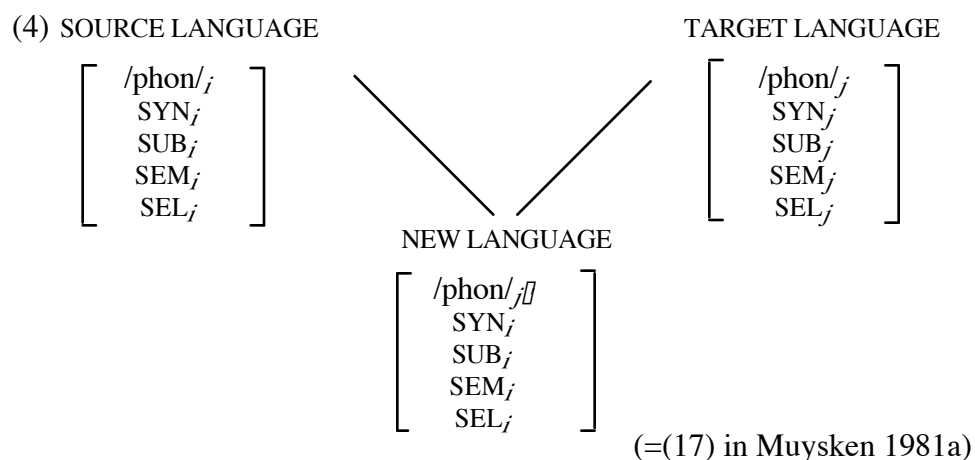 (4) SOURCE LANGUAGE TARGET LANGUAGE
/phon/i /phon/j
SYNi SYNj
SUBi SUBj
SEMi SEMj
SELi SELj
NEW LANGUAGE
/phon/j
SYNi
SUBi
SEMi
SELi
(=(17) in Muysken 1981a)